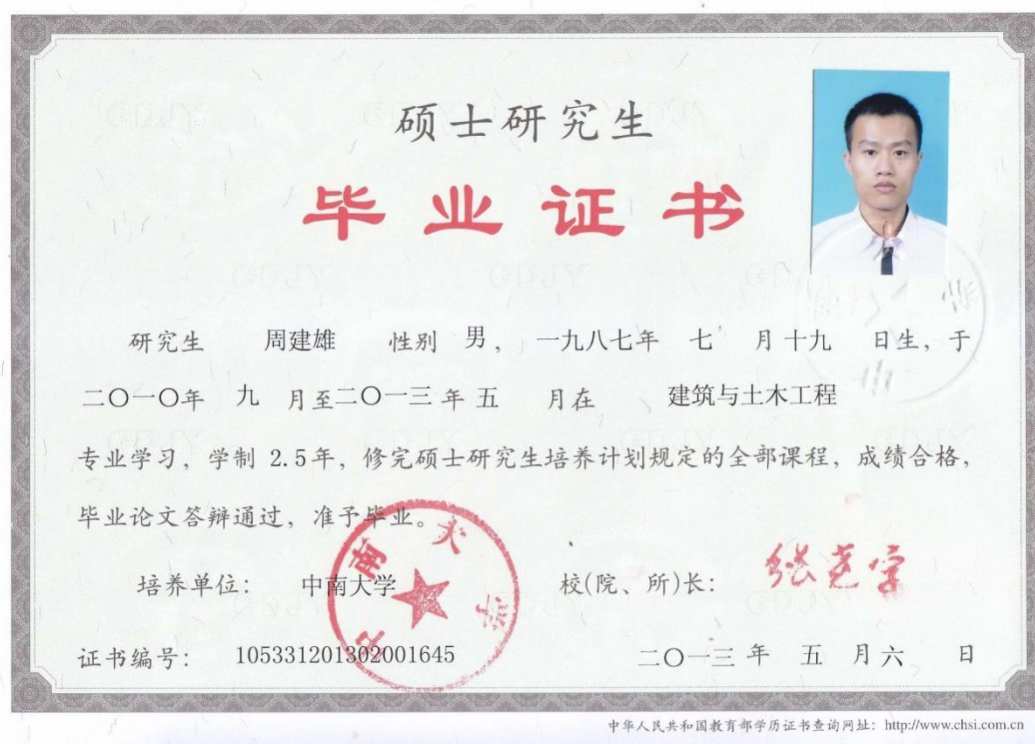 硕士研究生
毕业证书
研究生 周建雄 性别 男，一九八七年 七 月十九 日生，于
二〇一〇年 九 月至二〇一三年五 月在 建筑与土木工程
专业学习，学制 2.5年，修完硕士研究生培养计划规定的全部课程，成绩合格，
毕业论文答辩通过，准予毕业。
培养单位： 中南大学 校(院、所)长：
中南大学
证书编号： 105331201302001645 二〇一三年 五 月六 日
中华人民共和国教育部学历证书查询网址：http://www.chsi.com.cn